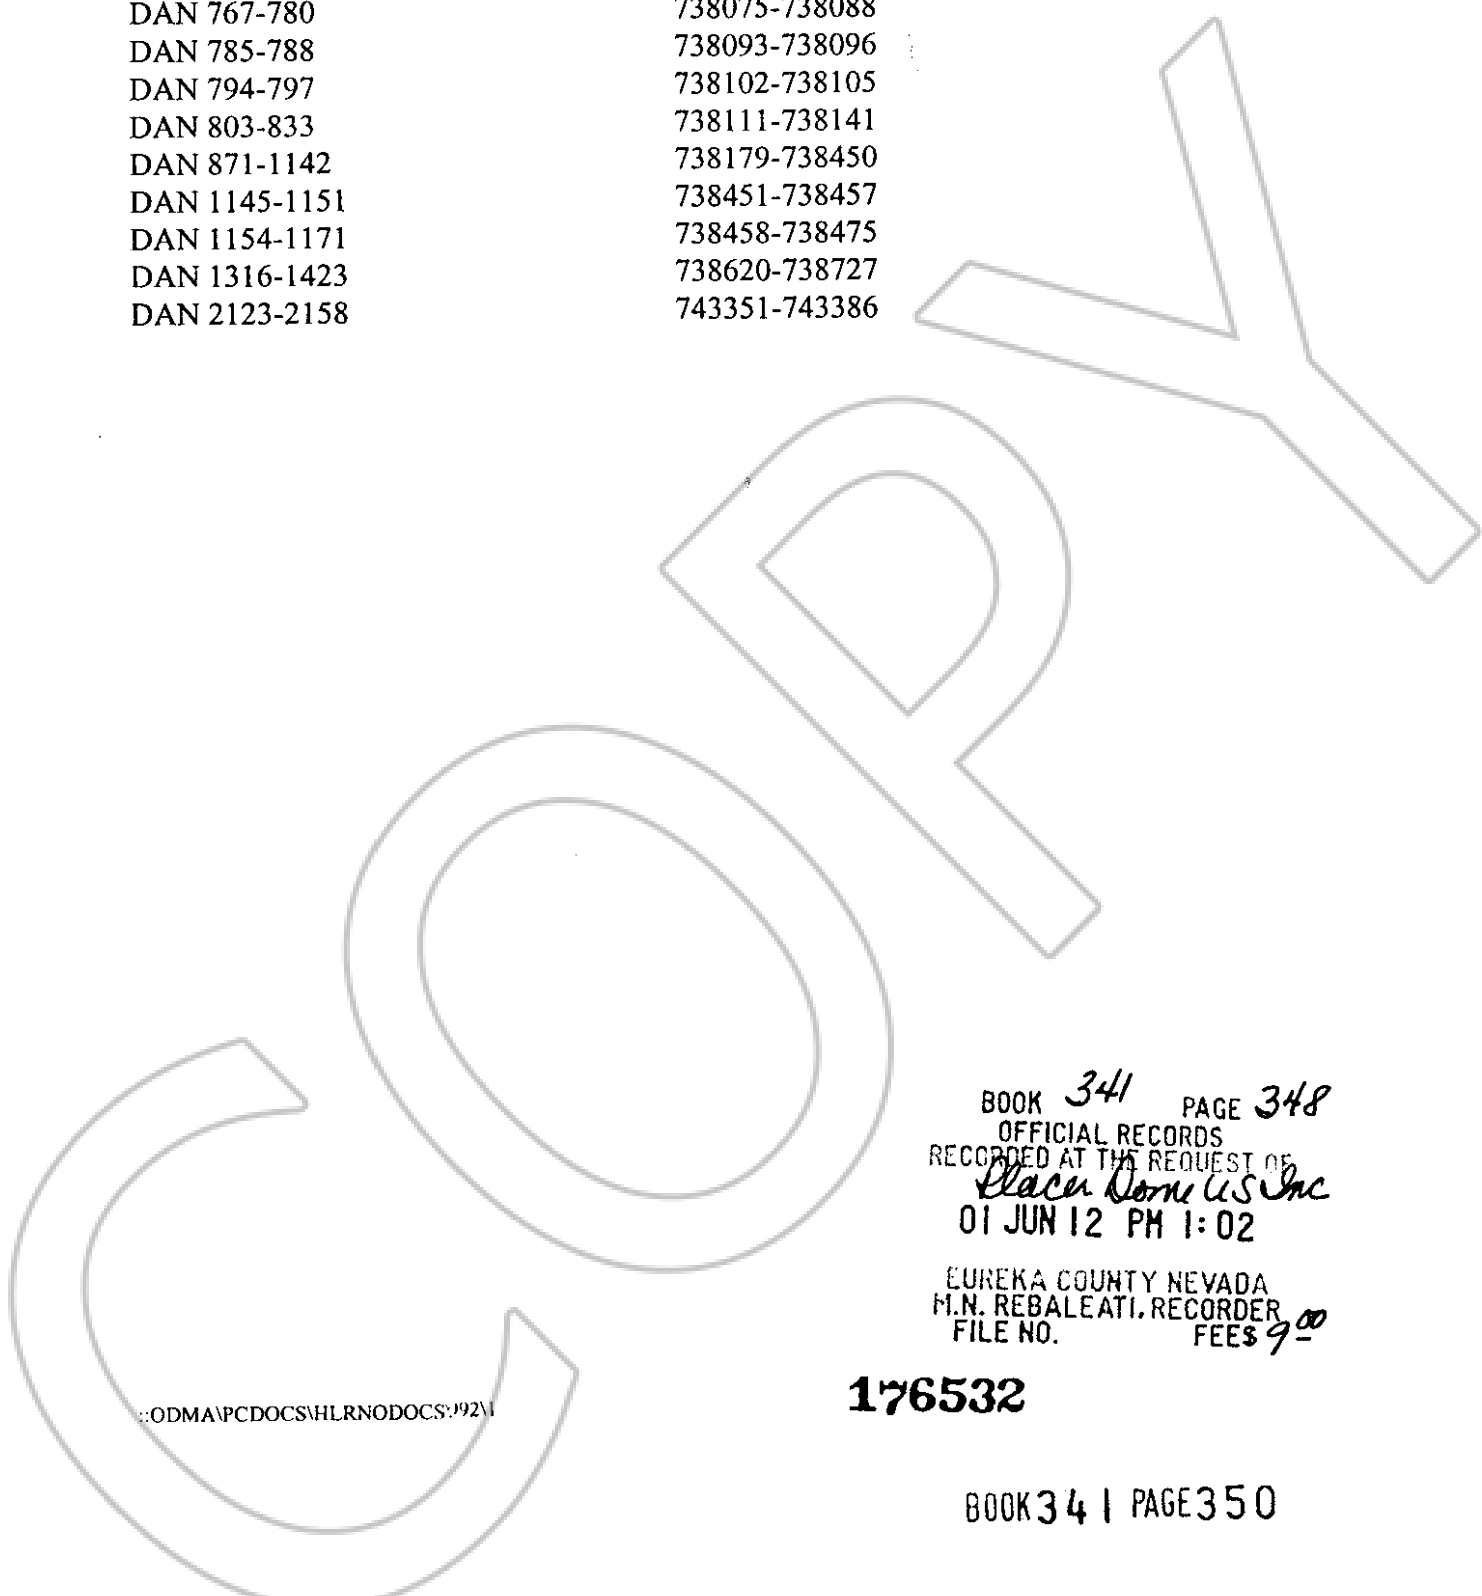 DAN 767-780 738075-738088
DAN 785-788 738093-738096
DAN 794-797 738102-738105
DAN 803-833 738111-738141
DAN 871-1142 738179-738450
DAN 1145-1151 738451-738457
DAN 1154-1171 738458-738475
DAN 1316-1423 738620-738727
DAN 2123-2158 743351-743386
COPY
BOOK 341 PAGE 348
OFFICIAL RECORDS
RECORDED AT THE REQUEST OF
Placer Dome US Inc
01 JUN 12 PM 1:02
EUREKA COUNTY NEVADA
M.N. REBALEATI, RECORDER
FILE NO. FEE$ 9.00
176532
::ODMA\PCDOCS\HLRNODOCS\
BOOK 341 PAGE 350